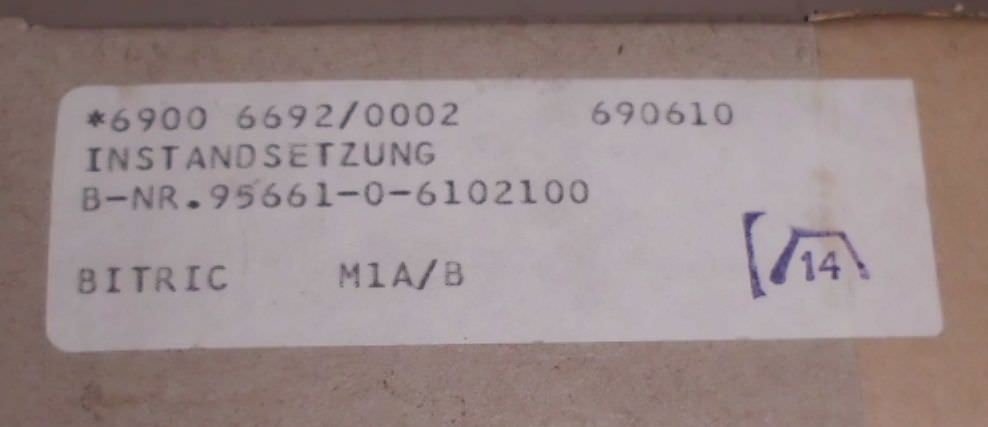 *6900 6692/0002 690610
INSTANDSETZUNG
B-NR.95661-0-6102100
BITRIC M1A/B
14